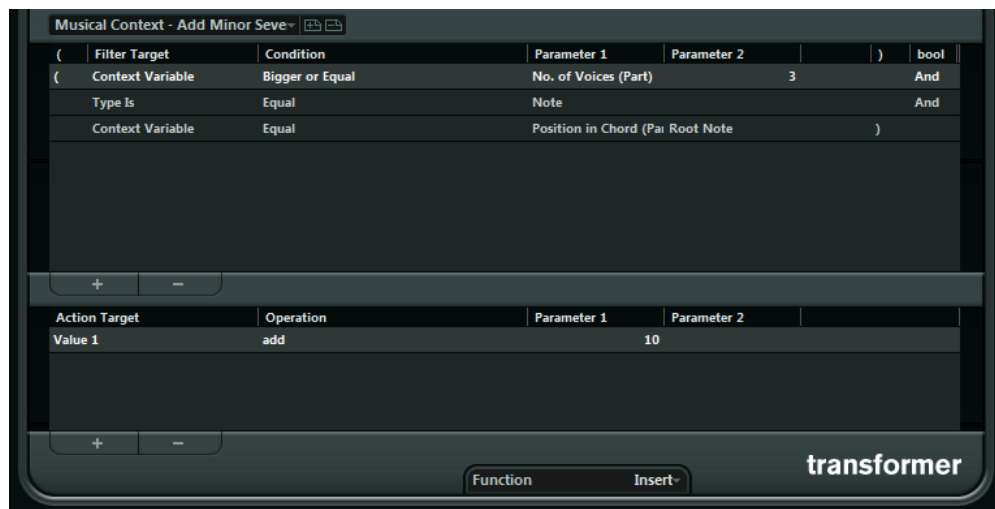 Musical Context - Add Minor Seve
( Filter Target Condition Parameter 1 Parameter 2 ) bool
( Context Variable Bigger or Equal No. of Voices (Part) 3 And
Type Is Equal Note And
Context Variable Equal Position in Chord (Pa Root Note )
+ −
Action Target Operation Parameter 1 Parameter 2
Value 1 add 10
+ −
transformer
Function Insert